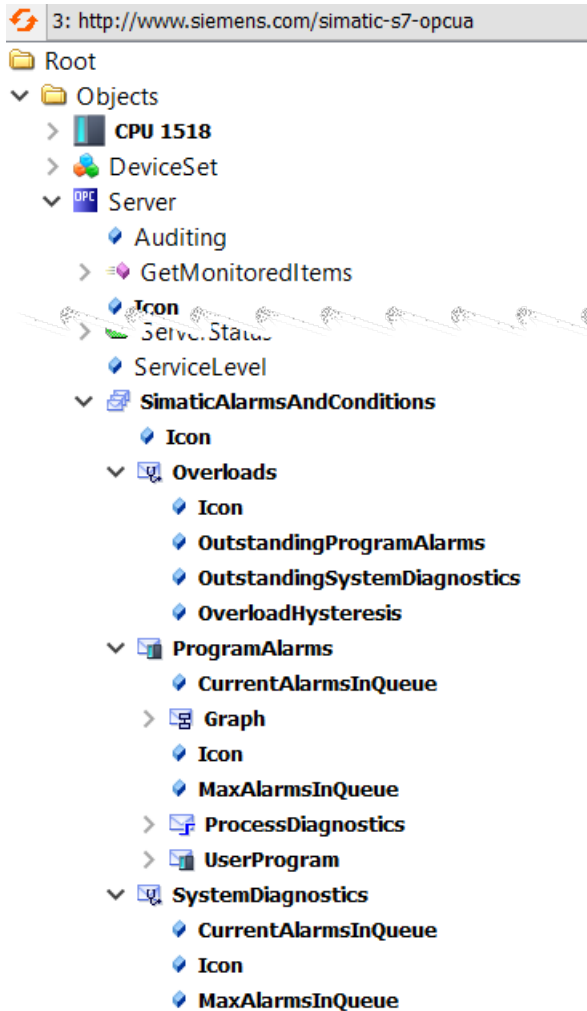 3: http://www.siemens.com/simatic-s7-opcua
Root
Objects
CPU 1518
DeviceSet
OPC Server
Auditing
GetMonitoredItems
Icon
ServerStatus
ServiceLevel
SimaticAlarmsAndConditions
Icon
Overloads
Icon
OutstandingProgramAlarms
OutstandingSystemDiagnostics
OverloadHysteresis
ProgramAlarms
CurrentAlarmsInQueue
Graph
Icon
MaxAlarmsInQueue
ProcessDiagnostics
UserProgram
SystemDiagnostics
CurrentAlarmsInQueue
Icon
MaxAlarmsInQueue